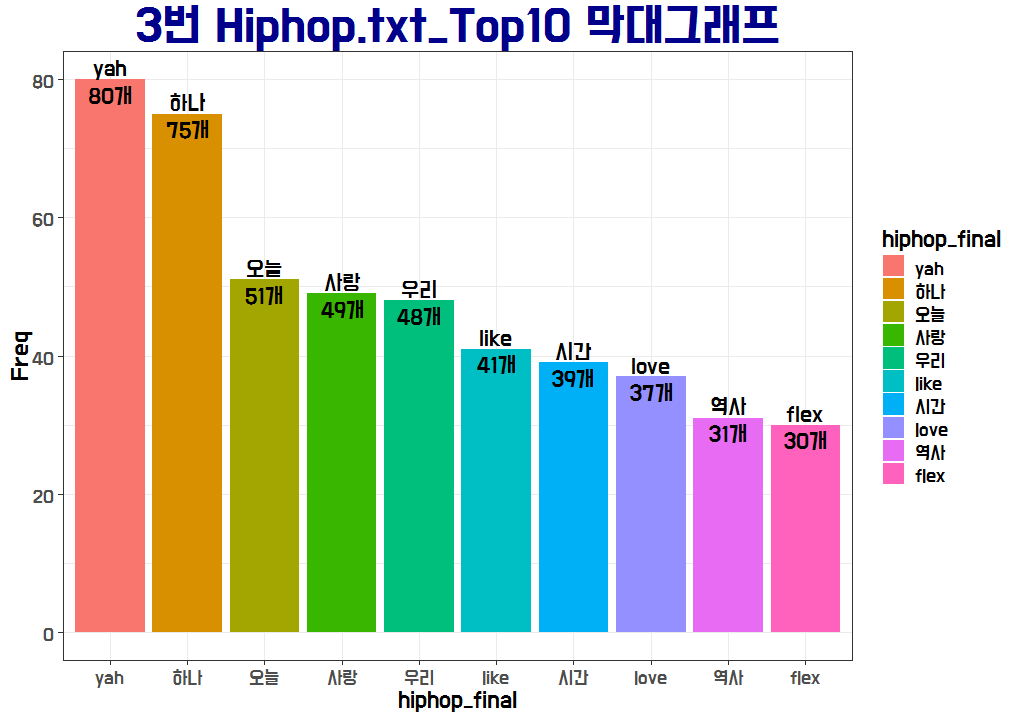 3번 Hiphop.txt_Top10 막대그래프
Freq
80
60
40
20
0
yah
80개
하나
75개
오늘
51개
사랑
49개
우리
48개
like
41개
시간
39개
love
37개
역사
31개
flex
30개
yah 하나 오늘 사랑 우리 like 시간 love 역사 flex
hiphop_final
hiphop_final
yah
하나
오늘
사랑
우리
like
시간
love
역사
flex